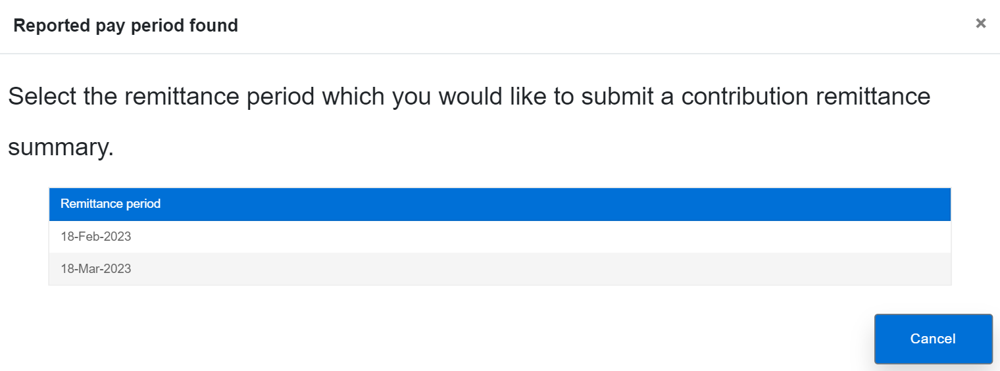 Reported pay period found
×
Select the remittance period which you would like to submit a contribution remittance
summary.
Remittance period
18-Feb-2023
18-Mar-2023
Cancel